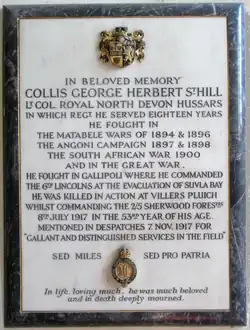 IN BELOVED MEMORY
COLLIS GEORGE HERBERT ST HILL
LT COL. ROYAL NORTH DEVON HUSSARS
IN WHICH REGT HE SERVED EIGHTEEN YEARS
HE FOUGHT IN
THE MATABELE WARS OF 1894 & 1896
THE ANGONI CAMPAIGN 1897 & 1898
THE SOUTH AFRICAN WAR 1900
AND IN THE GREAT WAR.
HE FOUGHT IN GALLIPOLI WHERE HE COMMANDED
THE 6TH LINCOLNS AT THE EVACUATION OF SUVLA BAY
HE WAS KILLED IN ACTION AT VILLERS PLUICH
WHILST COMMANDING THE 2/5 SHERWOOD FORESTRS
8TH JULY 1917 IN THE 53RD YEAR OF HIS AGE.
MENTIONED IN DESPATCHES 7. NOV. 1917 FOR
"GALLANT AND DISTINGUISHED SERVICES IN THE FIELD"
SED MILES SED PRO PATRIA
In life, loving much, he was much beloved
and in death deeply mourned.